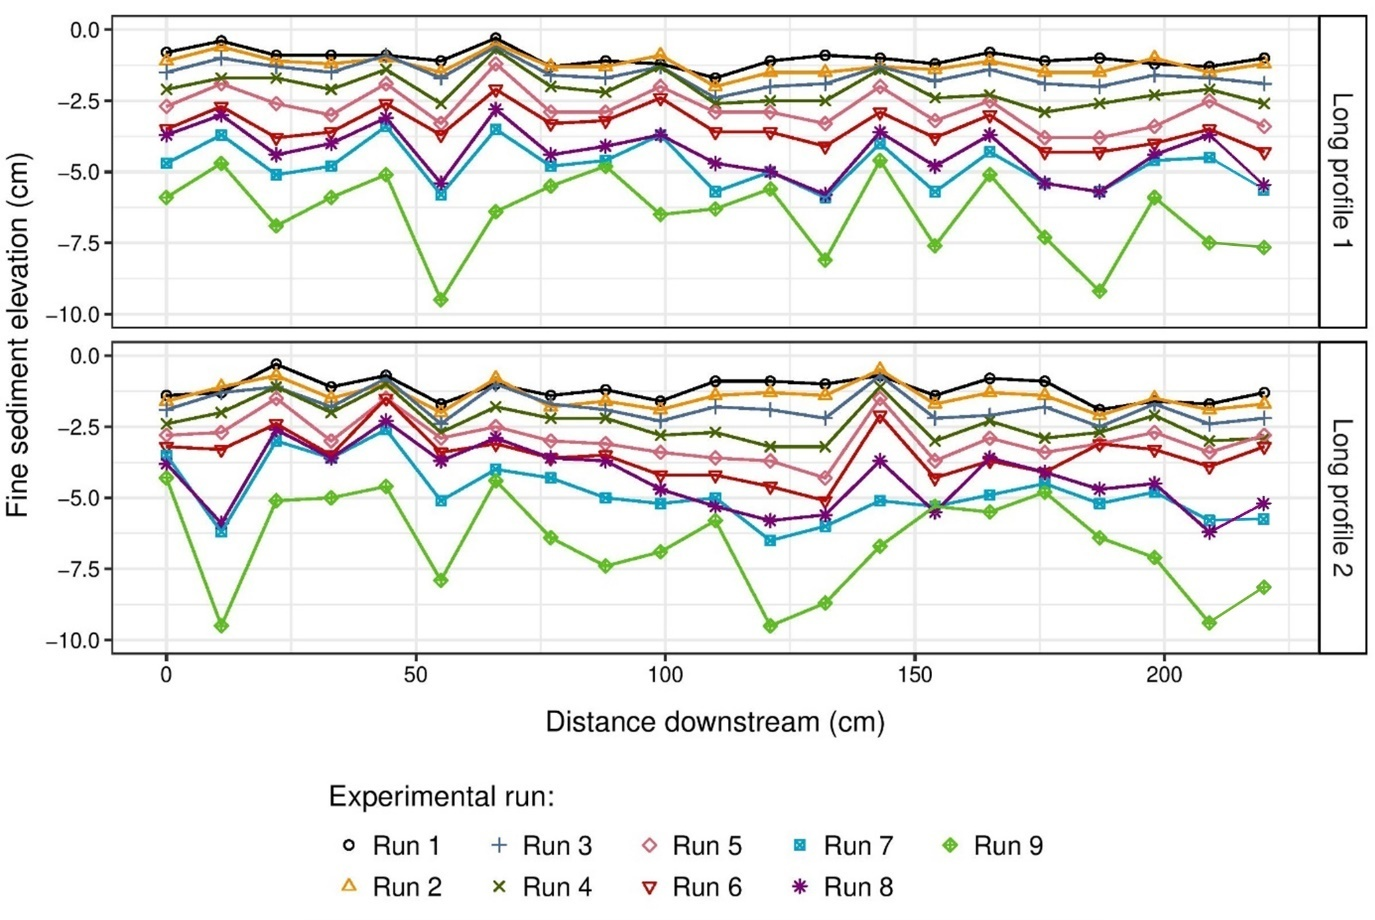 0.0
−2.5
−5.0
−7.5
−10.0
Long profile 1
0.0
−2.5
−5.0
−7.5
−10.0
Long profile 2
Fine sediment elevation (cm)
0 50 100 150 200
Distance downstream (cm)
Experimental run:
Run 1 Run 3 Run 5 Run 7 Run 9
Run 2 Run 4 Run 6 Run 8